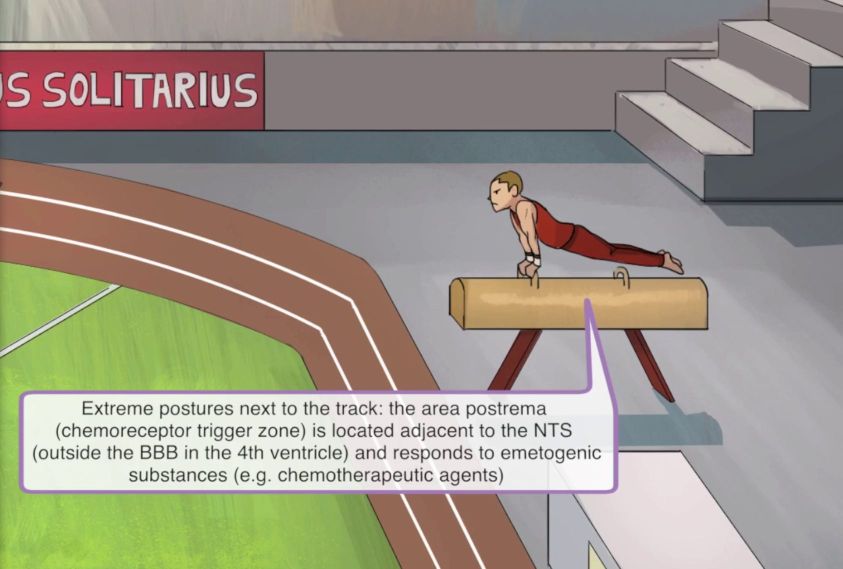 US SOLITARIUS
Extreme postures next to the track: the area postrema
(chemoreceptor trigger zone) is located adjacent to the NTS
(outside the BBB in the 4th ventricle) and responds to emetogenic
substances (e.g. chemotherapeutic agents)